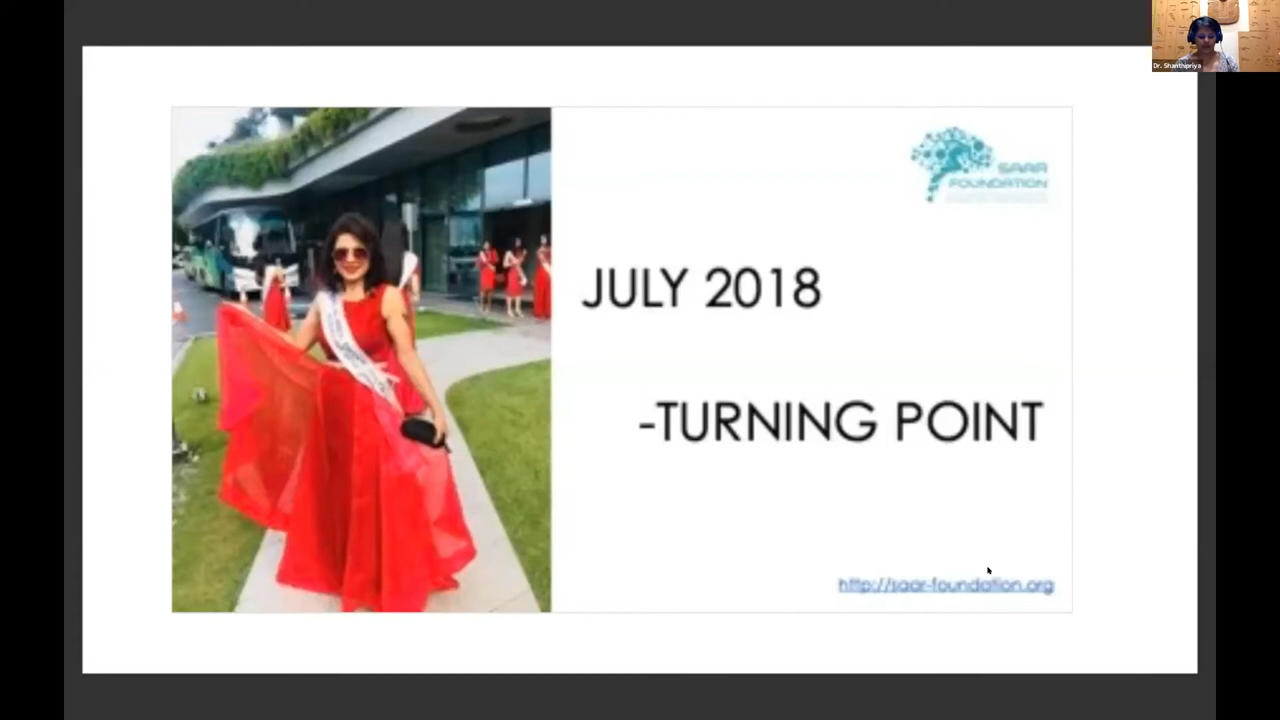 Dr. Shanthipriya
SAAR
FOUNDATION
JULY 2018
-TURNING POINT
http://saar-foundation.org